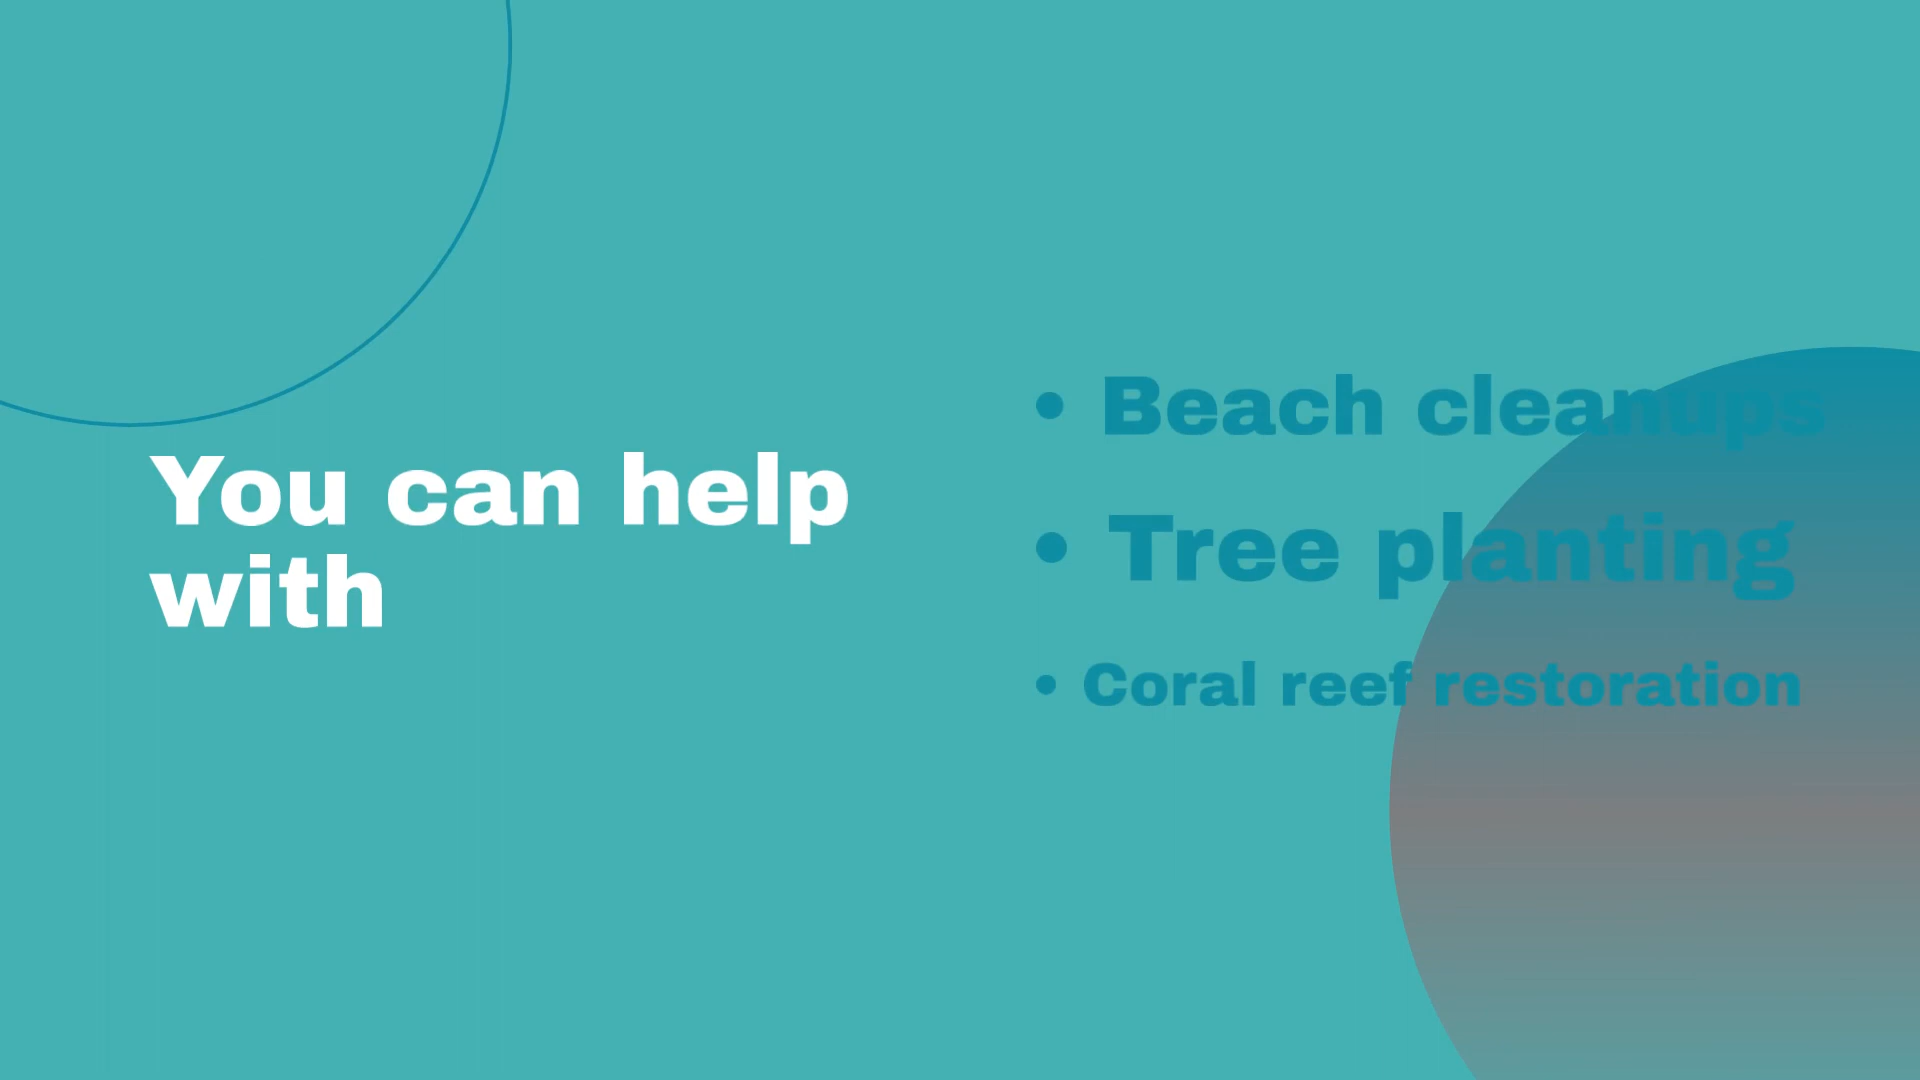 You can help
with
• Beach cleanups
• Tree planting
• Coral reef restoration